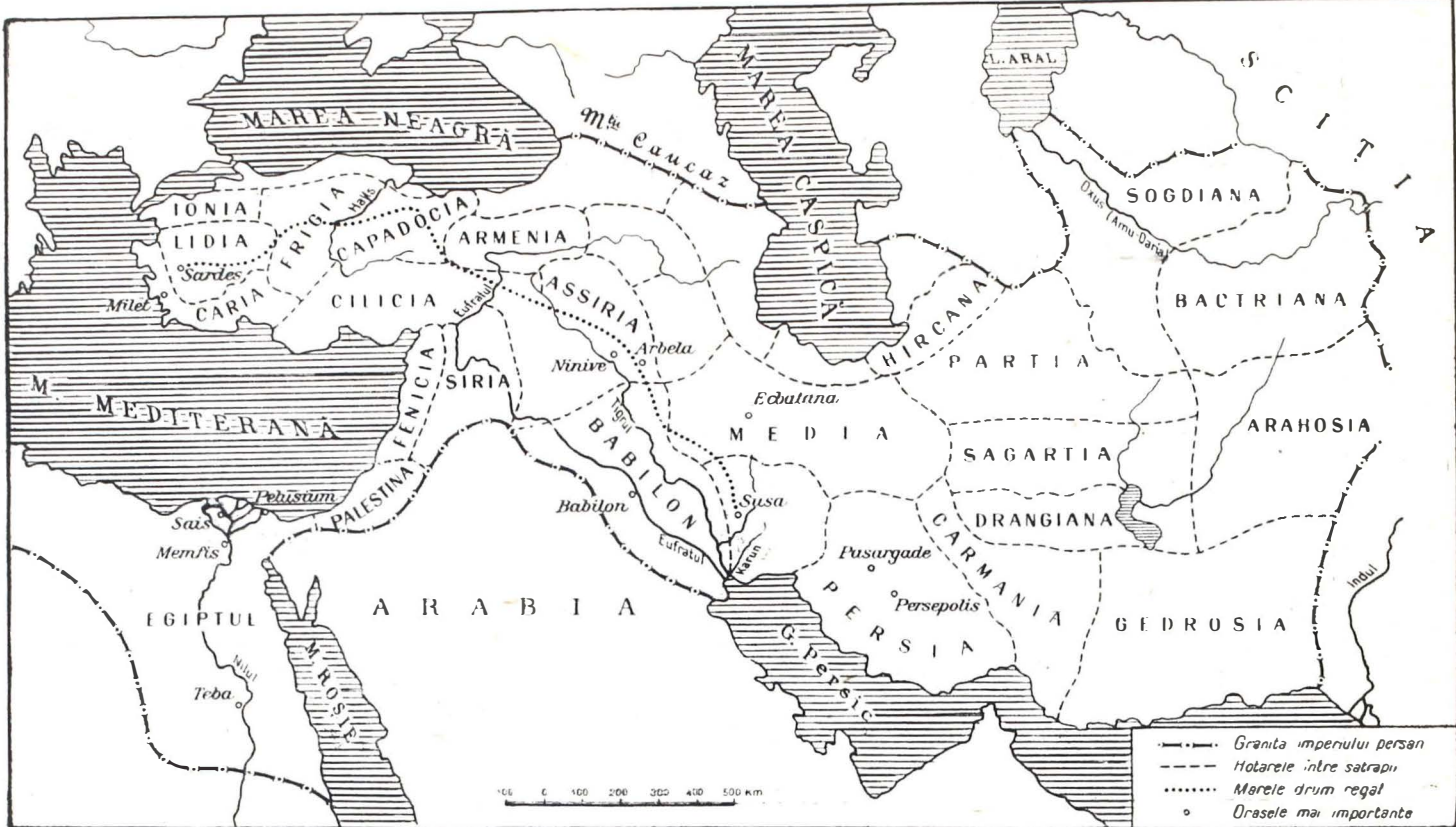 MAREA NEAGRĂ
Mții Caucaz
MAREA CASPICĂ
L. ARAL
SCITIA
IONIA
LIDIA
FRIGIA
Halys
CAPADOCIA
ARMENIA
Sardes
Milet
CARIA
CILICIA
Eufratul
ASSIRIA
Ninive
Arbela
Oxus (Amu-Daria)
SOGDIANA
BACTRIANA
HIRCANA
PARTIA
M. MEDITERANĂ
FENICIA
SIRIA
PALESTINA
Tigrul
BABILON
Babilon
Eufratul
Ecbatana
MEDIA
Susa
Karun
SAGARTIA
ARAHOSIA
DRANGIANA
CARMANIA
Pasargade
Persepolis
PERSIA
GEDROSIA
Indul
Pelusium
Sais
Memfis
EGIPTUL
Nilul
Teba
M. ROȘIE
ARABIA
G. Persic
100 0 100 200 300 400 500 Km
Granita imperiului persan
Hotarele între satrapii
Marele drum regal
Orasele mai importante